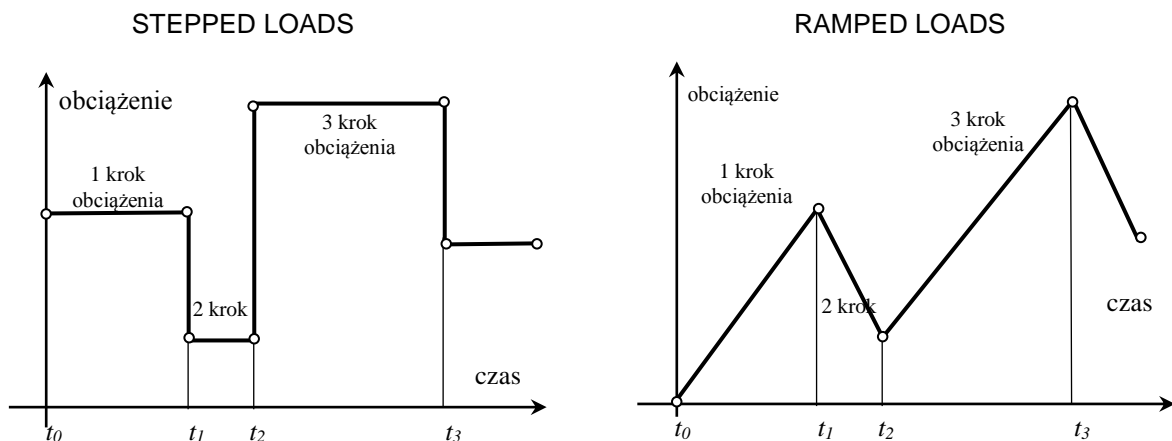 STEPPED LOADS
obciążenie
1 krok
obciążenia
3 krok
obciążenia
2 krok
czas
t0
t1
t2
t3
RAMPED LOADS
obciążenie
1 krok
obciążenia
3 krok
obciążenia
2 krok
czas
t0
t1
t2
t3